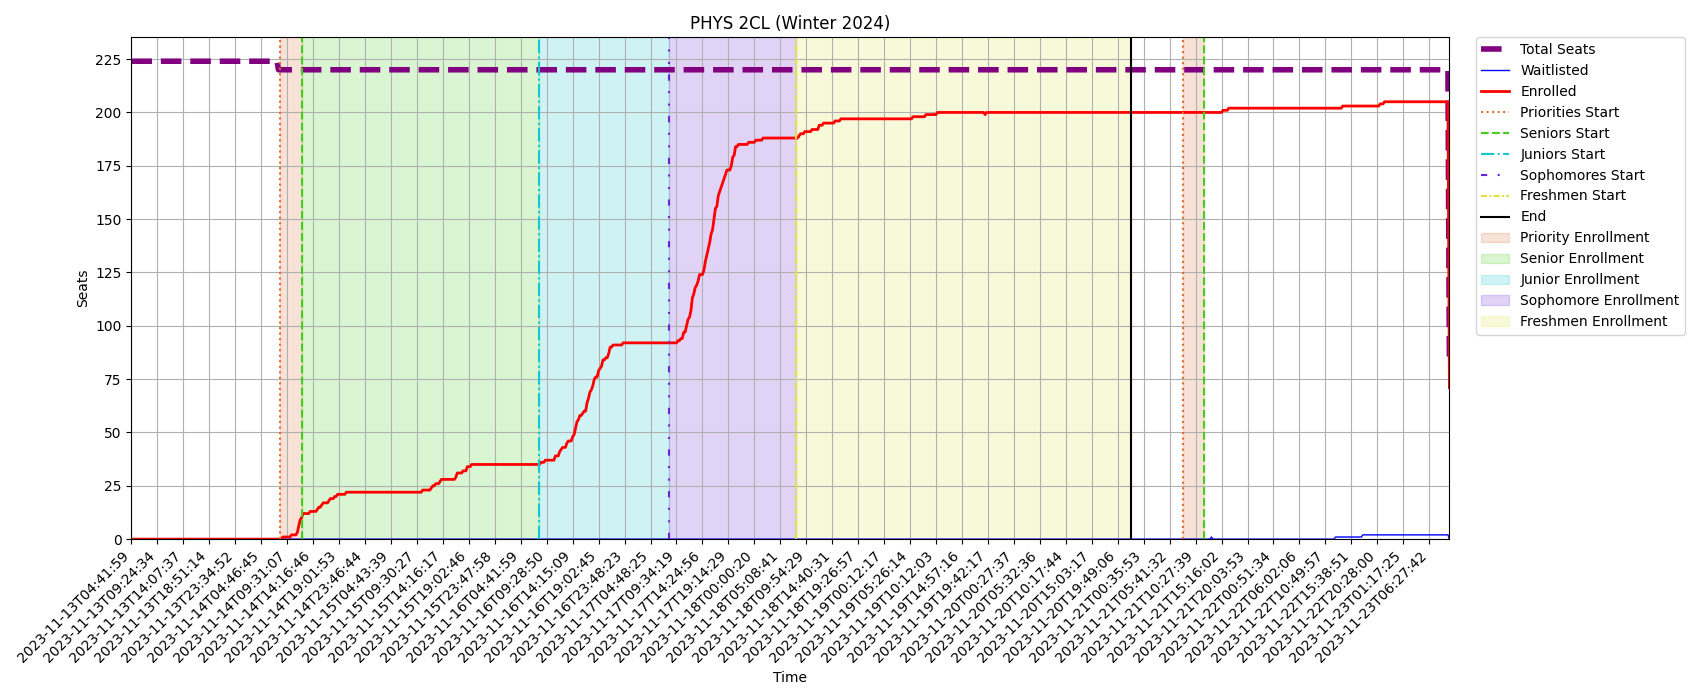 PHYS 2CL (Winter 2024)
Seats
225
200
175
150
125
100
75
50
25
0
2023-11-13T04:41:59
2023-11-13T09:24:34
2023-11-13T14:07:37
2023-11-13T18:51:14
2023-11-13T23:34:52
2023-11-14T04:46:45
2023-11-14T09:31:07
2023-11-14T14:16:46
2023-11-14T19:01:53
2023-11-14T23:46:44
2023-11-15T04:43:39
2023-11-15T09:30:27
2023-11-15T14:16:17
2023-11-15T19:02:46
2023-11-15T23:47:58
2023-11-16T04:41:59
2023-11-16T09:28:50
2023-11-16T14:15:09
2023-11-16T19:02:45
2023-11-16T23:48:23
2023-11-17T04:48:25
2023-11-17T09:34:19
2023-11-17T14:24:56
2023-11-17T19:14:29
2023-11-18T00:00:20
2023-11-18T05:08:41
2023-11-18T09:54:29
2023-11-18T14:40:31
2023-11-18T19:26:57
2023-11-19T00:12:17
2023-11-19T05:26:14
2023-11-19T10:12:03
2023-11-19T14:57:16
2023-11-19T19:42:17
2023-11-20T00:27:37
2023-11-20T05:32:36
2023-11-20T10:17:44
2023-11-20T15:03:17
2023-11-20T19:49:06
2023-11-21T00:35:53
2023-11-21T05:41:32
2023-11-21T10:27:39
2023-11-21T15:16:02
2023-11-21T20:03:53
2023-11-22T00:51:34
2023-11-22T06:02:06
2023-11-22T10:49:57
2023-11-22T15:38:51
2023-11-22T20:28:00
2023-11-23T01:17:25
2023-11-23T06:27:42
Time
Total Seats
Waitlisted
Enrolled
Priorities Start
Seniors Start
Juniors Start
Sophomores Start
Freshmen Start
End
Priority Enrollment
Senior Enrollment
Junior Enrollment
Sophomore Enrollment
Freshmen Enrollment